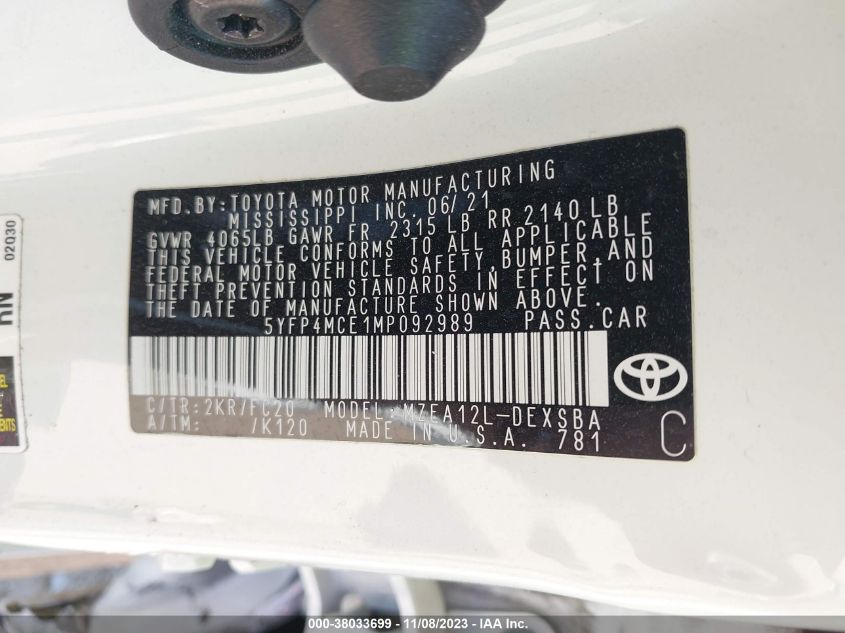 MFD. BY: TOYOTA MOTOR MANUFACTURING
MISSISSIPPI INC. 06/21
GVWR 4065LB GAWR FR 2315 LB RR 2140 LB
THIS VEHICLE CONFORMS TO ALL APPLICABLE
FEDERAL MOTOR VEHICLE SAFETY, BUMPER, AND
THEFT PREVENTION STANDARDS IN EFFECT ON
THE DATE OF MANUFACTURE SHOWN ABOVE.
5YFP4MCE1MP092989 PASS. CAR
C/TR: 2KR/FC20 MODEL: MZEA12L-DEXSBA
A/TM: /K120 MADE IN U.S.A. 781
C
02Q30
000-38033699 - 11/08/2023 - IAA Inc.